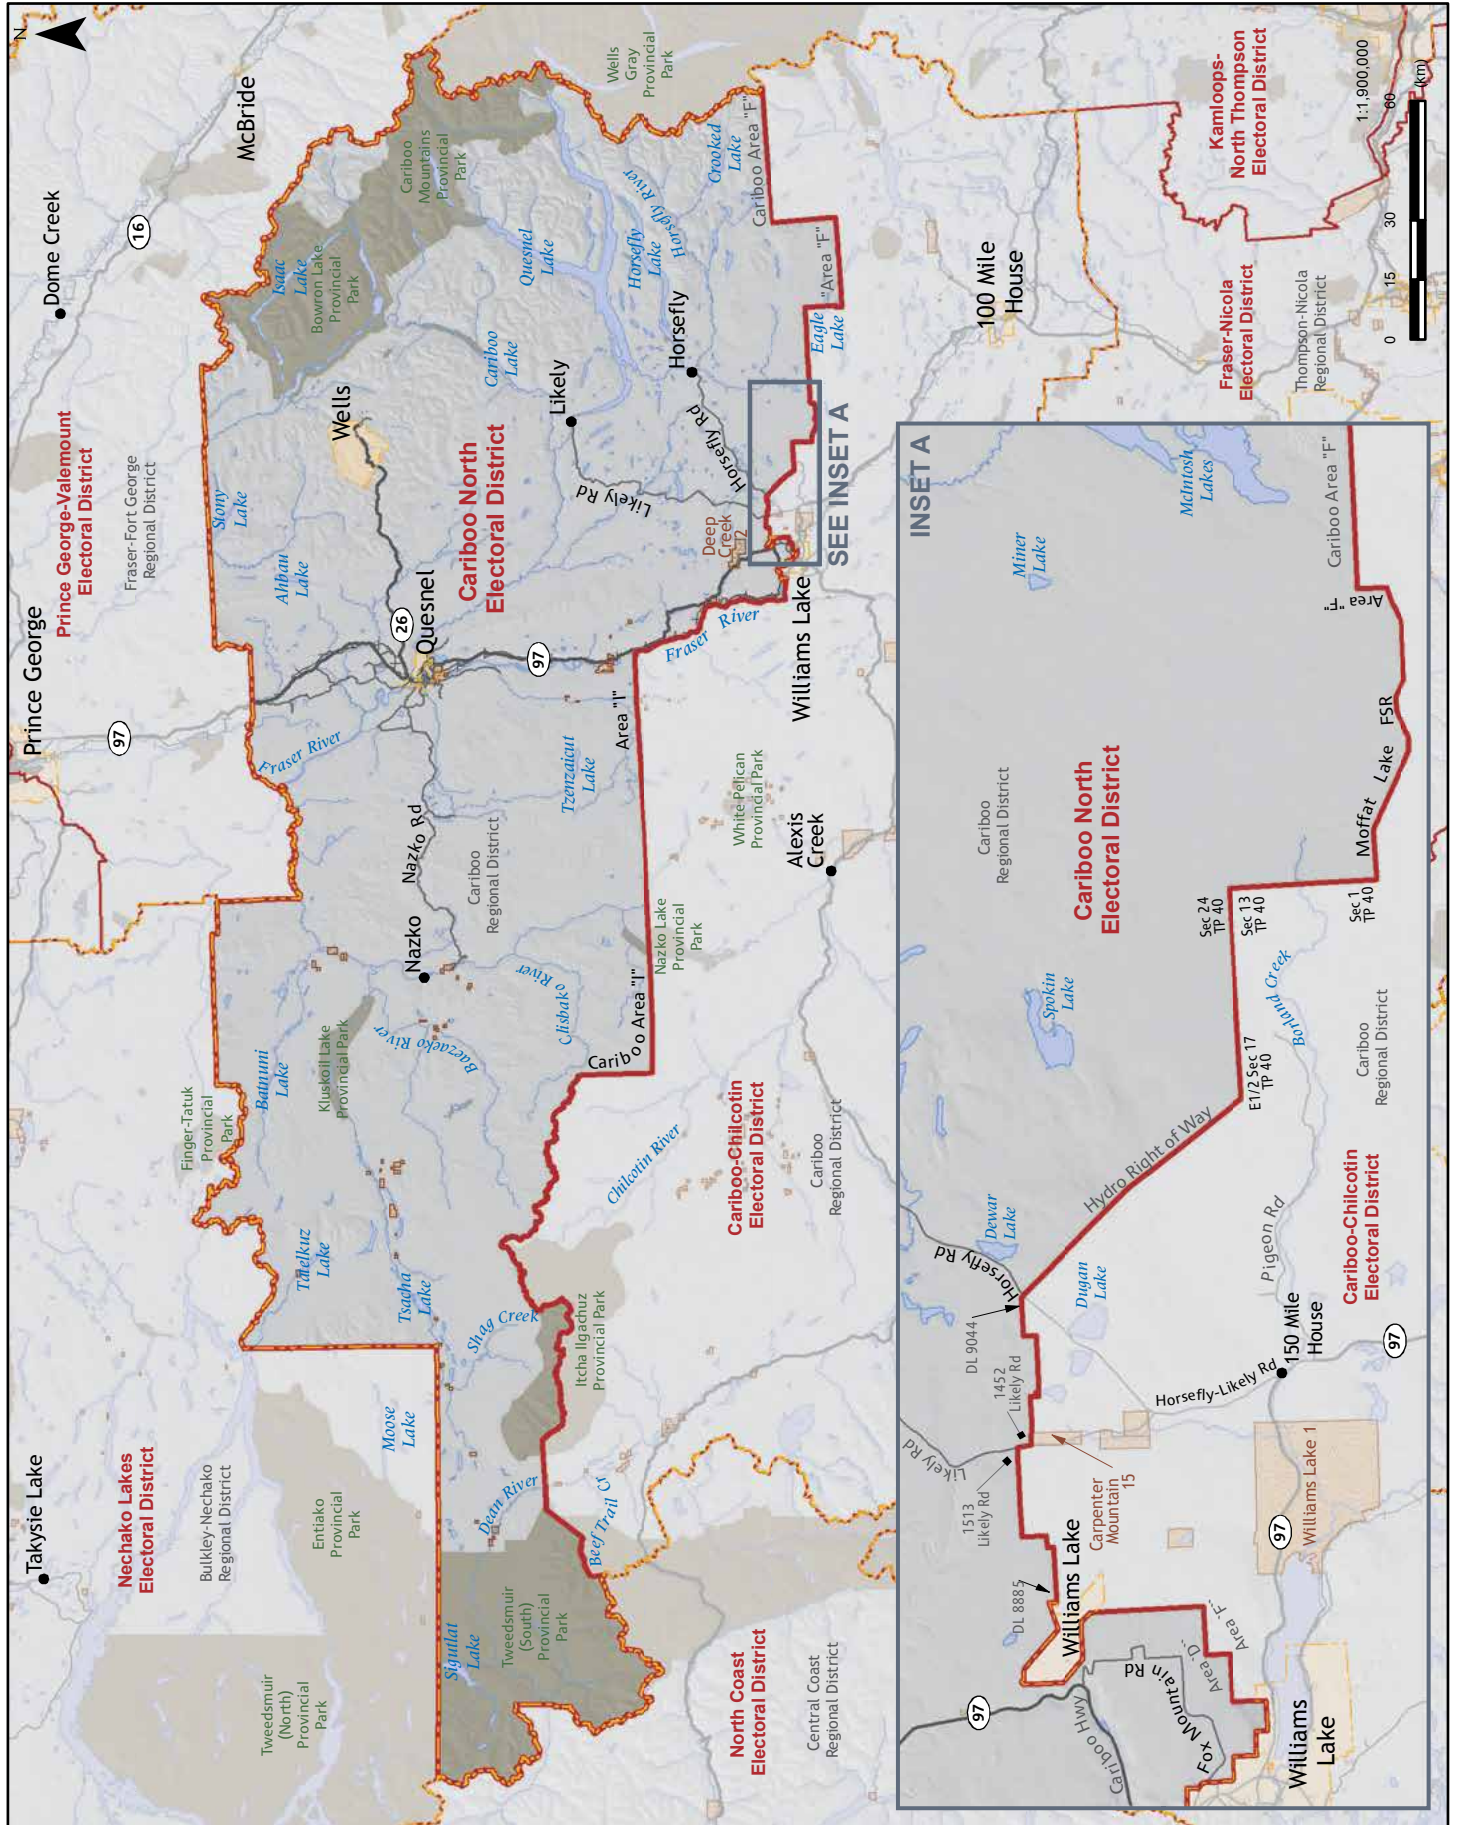 N
McBride
Dome Creek
16
Prince George-Valemount
Electoral District
Fraser-Fort George
Regional District
Prince George
97
Wells
Gray
Provincial
Park
Cariboo
Mountains
Provincial
Park
Isaac
Lake
Bowron Lake
Provincial
Park
Quesnel
Lake
Horsefly River
Horsefly River
Horsefly
Lake
Crooked
Lake
Cariboo Area "F"
"Area "F"
Eagle
Lake
Cariboo
Lake
Likely
Horsefly
Horsefly Rd
Likely Rd
Wells
Stony
Lake
Ahbau
Lake
Cariboo North
Electoral District
Deep
Creek
2
SEE INSET A
Quesnel
26
97
Fraser River
Williams Lake
Fraser River
Area "I"
Tzenzaicut
Lake
Nazko Rd
Cariboo
Regional District
White Pelican
Provincial Park
Alexis
Creek
Nazko
Nazko Lake
Provincial
Park
Cariboo Area "I"
Clisbako River
Baezaeko River
Kluskoil Lake
Provincial Park
Batnuni
Lake
Finger-Tatuk
Provincial
Park
Tatelkuz
Lake
Tsacha
Lake
Shag Creek
Itcha Ilgachuz
Provincial Park
Chilcotin River
Cariboo-Chilcotin
Electoral District
Cariboo
Regional District
Moose
Lake
Dean River
Beef Trail Cr
Takysie Lake
Nechako Lakes
Electoral District
Bulkley-Nechako
Regional District
Entiako
Provincial
Park
Tweedsmuir
(North)
Provincial
Park
Sigutlat
Lake
Tweedsmuir
(South)
Provincial
Park
North Coast
Electoral District
Central Coast
Regional District
100 Mile
House
Kamloops-
North Thompson
Electoral District
Fraser-Nicola
Electoral District
Thompson-Nicola
Regional District
1:1,900,000
0
15
30
60
(km)
INSET A
Miner
Lake
McIntosh
Lakes
Cariboo Area "F"
Area "F"
Moffat Lake FSR
Cariboo
Regional District
Cariboo North
Electoral District
Sec 24
TP 40
Sec 13
TP 40
Sec 1
TP 40
Spokin
Lake
Borland Creek
E1/2 Sec 17
TP 40
Cariboo
Regional District
Hydro Right of Way
Dewar
Lake
Horsefly Rd
Dugan
Lake
Pigeon Rd
Cariboo-Chilcotin
Electoral District
DL 9044
1452
Likely Rd
150 Mile
House
97
Horsefly-Likely Rd
Likely Rd
1513
Likely Rd
Carpenter
Mountain
15
Williams Lake 1
97
DL 8885
Williams Lake
Area "F"
Area "D"
Fox Mountain Rd
97
Cariboo Hwy
Williams
Lake